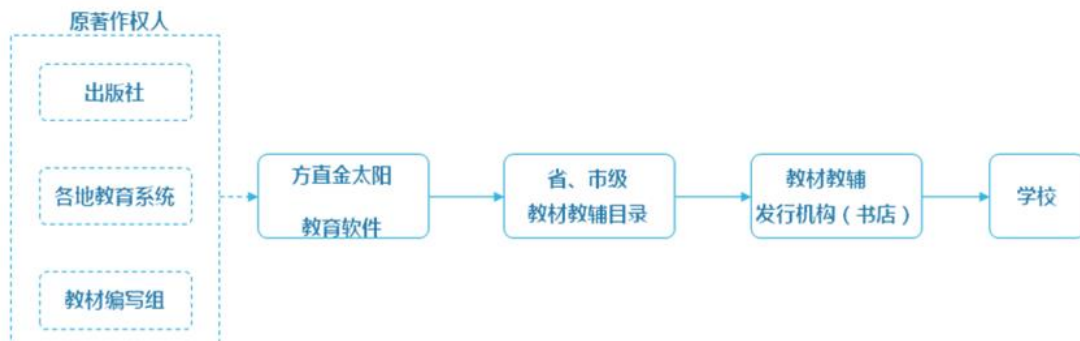 原著作权人
出版社
各地教育系统
教材编写组
方直金太阳
教育软件
省、市级
教材教辅目录
教材教辅
发行机构（书店）
学校